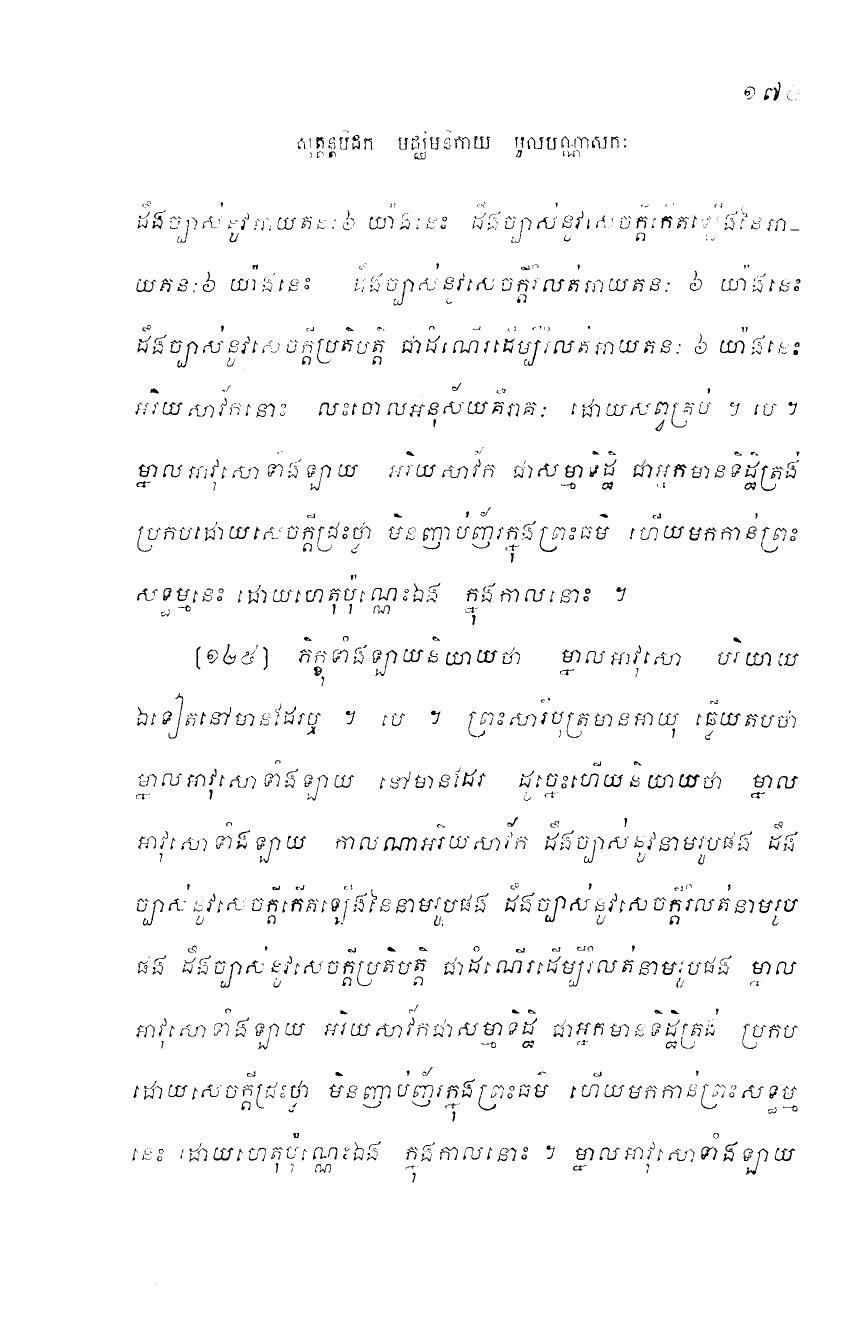 ១៧
សុត្តន្តបិដក មជ្ឈិមនិកាយ មូលបណ្ណាសកៈ
ដឹងច្បាស់នូវអាយតនៈ ៦ យ៉ាងនេះ ដឹងច្បាស់នូវសេចក្តីកើតឡើងនៃអា-
យតនៈ ៦ យ៉ាងនេះ ដឹងច្បាស់នូវសេចក្តីរលត់អាយតនៈ ៦ យ៉ាងនេះ
ដឹងច្បាស់នូវសេចក្តីប្រតិបត្តិ ជាដំណើរដើម្បីរំលត់អាយតនៈ ៦ យ៉ាងនេះ
អរិយសាវ័កនោះ លះចោលអនុស័យគឺរាគៈ ដោយសព្វគ្រប់ ។ បេ ។
ម្នាលអាវុសោទាំងឡាយ អរិយសាវ័ក ជាសម្មាទិដ្ឋិ ជាអ្នកមានទិដ្ឋិត្រង់
ប្រកបដោយសេចក្តីជ្រះថ្លា មិនញាប់ញ័រក្នុងព្រះធម៌ ហើយមកកាន់ព្រះ
សទ្ធម្មនេះ ដោយហេតុប៉ុណ្ណេះឯង ក្នុងកាលនោះ ។
[១២៥] ភិក្ខុទាំងឡាយនិយាយថា ម្នាលអាវុសោ បរិយាយ
ឯទៀតនៅមានដែរឬ ។ បេ ។ ព្រះសារីបុត្រមានអាយុ ឆ្លើយតបថា
ម្នាលអាវុសោទាំងឡាយ នៅមានដែរ ដូច្នេះហើយនិយាយថា ម្នាល
អាវុសោទាំងឡាយ កាលណាអរិយសាវ័ក ដឹងច្បាស់នូវនាមរូបផង ដឹង
ច្បាស់នូវសេចក្តីកើតឡើងនៃនាមរូបផង ដឹងច្បាស់នូវសេចក្តីរលត់នាមរូប
ផង ដឹងច្បាស់នូវសេចក្តីប្រតិបត្តិ ជាដំណើរដើម្បីរំលត់នាមរូបផង ម្នាល
អាវុសោទាំងឡាយ អរិយសាវ័កជាសម្មាទិដ្ឋិ ជាអ្នកមានទិដ្ឋិត្រង់ ប្រកប
ដោយសេចក្តីជ្រះថ្លា មិនញាប់ញ័រក្នុងព្រះធម៌ ហើយមកកាន់ព្រះសទ្ធម្ម
នេះ ដោយហេតុប៉ុណ្ណេះឯង ក្នុងកាលនោះ ។ ម្នាលអាវុសោទាំងឡាយ